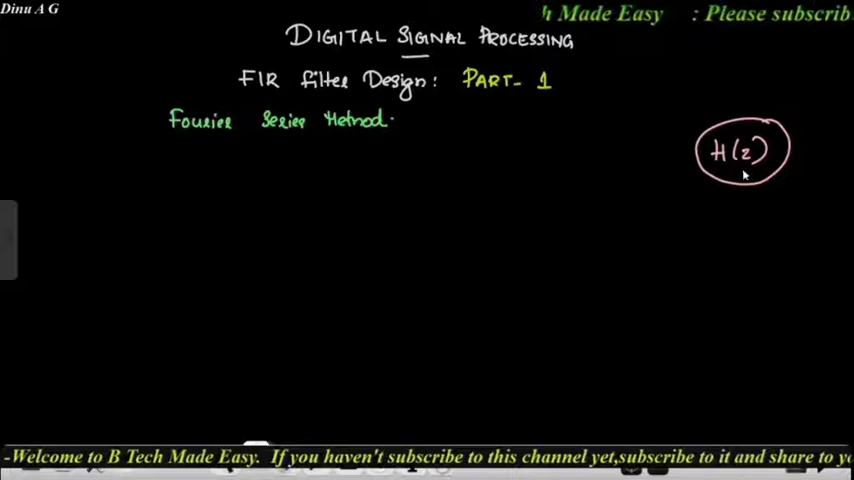 Dinu A G
h Made Easy : Please subscrib
DIGITAL SIGNAL PROCESSING
FIR Filter Design: PART- 1
Fourier Series Method.
H(z)
-Welcome to B Tech Made Easy. If you haven't subscribe to this channel yet,subscribe to it and share to yo